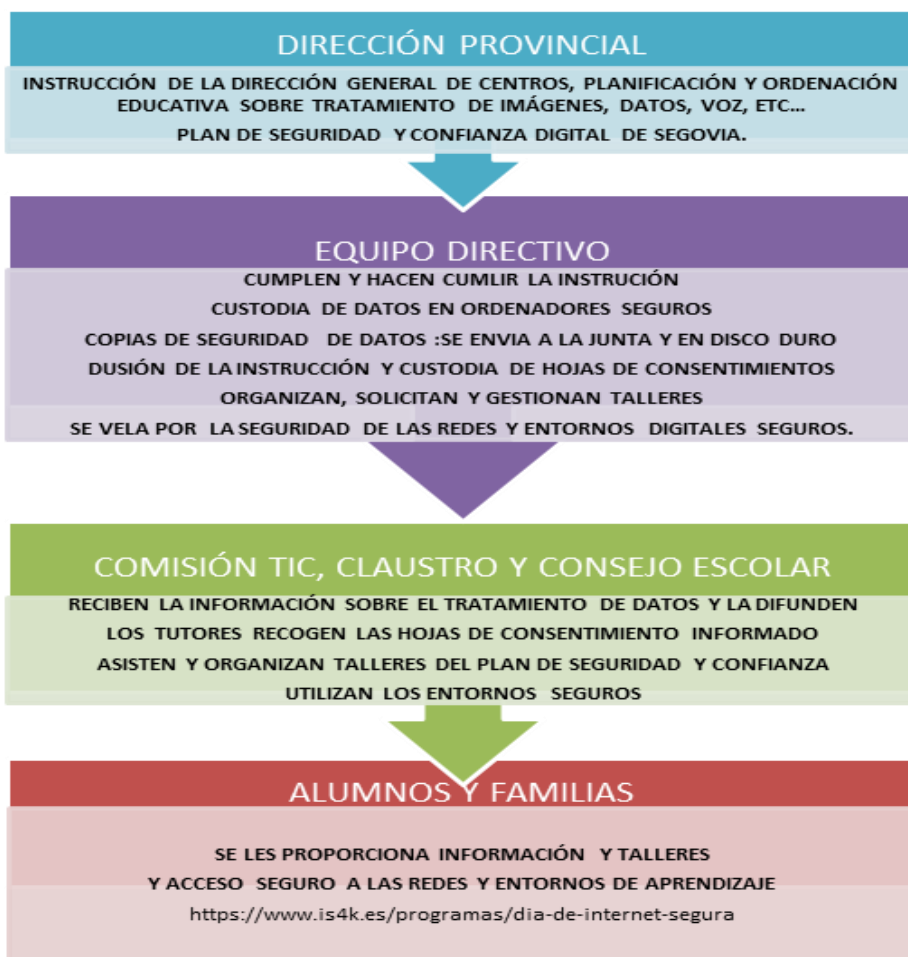 DIRECCIÓN PROVINCIAL
INSTRUCCIÓN DE LA DIRECCIÓN GENERAL DE CENTROS, PLANIFICACIÓN Y ORDENACIÓN
EDUCATIVA SOBRE TRATAMIENTO DE IMÁGENES, DATOS, VOZ, ETC...
PLAN DE SEGURIDAD Y CONFIANZA DIGITAL DE SEGOVIA.
EQUIPO DIRECTIVO
CUMPLEN Y HACEN CUMLIR LA INSTRUCIÓN
CUSTODIA DE DATOS EN ORDENADORES SEGUROS
COPIAS DE SEGURIDAD DE DATOS :SE ENVIA A LA JUNTA Y EN DISCO DURO
DUSIÓN DE LA INSTRUCCIÓN Y CUSTODIA DE HOJAS DE CONSENTIMIENTOS
ORGANIZAN, SOLICITAN Y GESTIONAN TALLERES
SE VELA POR LA SEGURIDAD DE LAS REDES Y ENTORNOS DIGITALES SEGUROS.
COMISIÓN TIC, CLAUSTRO Y CONSEJO ESCOLAR
RECIBEN LA INFORMACIÓN SOBRE EL TRATAMIENTO DE DATOS Y LA DIFUNDEN
LOS TUTORES RECOGEN LAS HOJAS DE CONSENTIMIENTO INFORMADO
ASISTEN Y ORGANIZAN TALLERES DEL PLAN DE SEGURIDAD Y CONFIANZA
UTILIZAN LOS ENTORNOS SEGUROS
ALUMNOS Y FAMILIAS
SE LES PROPORCIONA INFORMACIÓN Y TALLERES
Y ACCESO SEGURO A LAS REDES Y ENTORNOS DE APRENDIZAJE
https://www.is4k.es/programas/dia-de-internet-segura